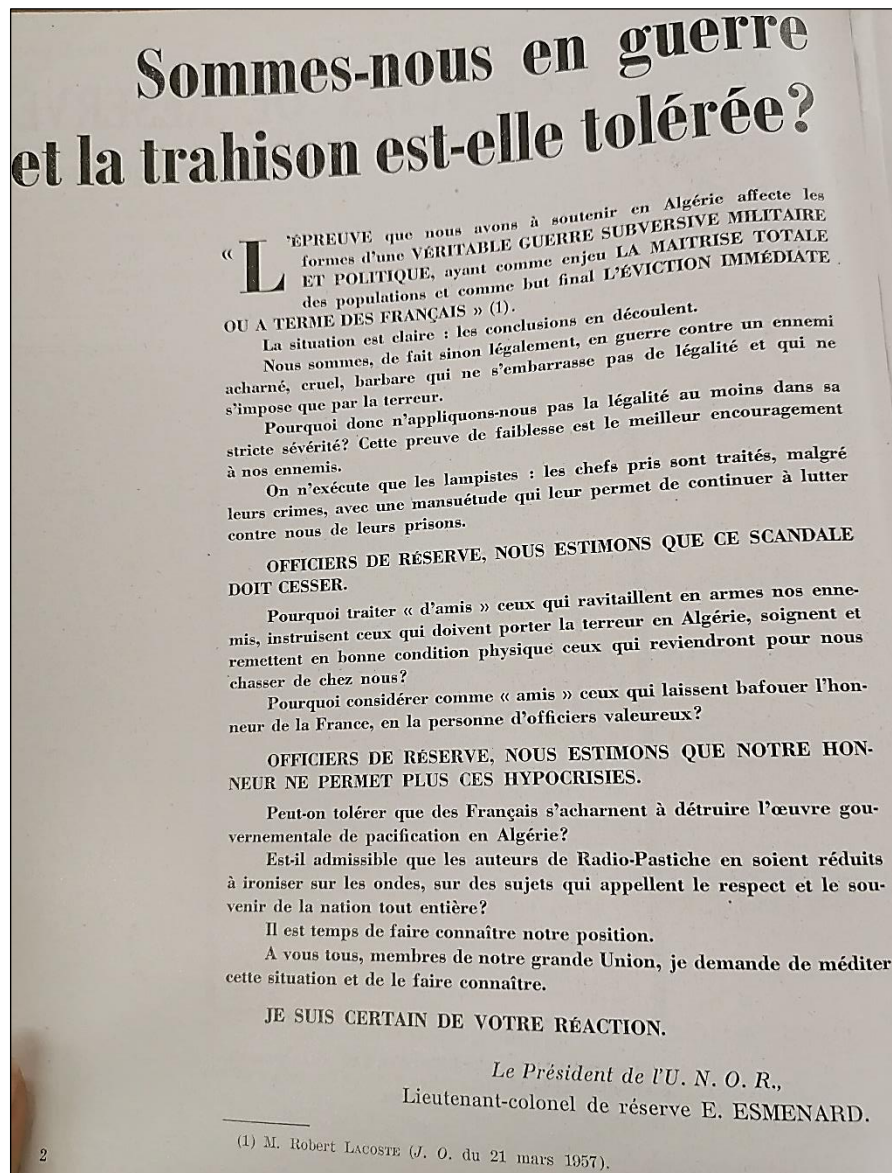 Sommes-nous en guerre
et la trahison est-elle tolérée?
« L'ÉPREUVE que nous avons à soutenir en Algérie affecte les
formes d'une VÉRITABLE GUERRE SUBVERSIVE MILITAIRE
ET POLITIQUE, ayant comme enjeu LA MAITRISE TOTALE
des populations et comme but final L'ÉVICTION IMMÉDIATE
OU A TERME DES FRANÇAIS » (1).
La situation est claire : les conclusions en découlent.
Nous sommes, de fait sinon légalement, en guerre contre un ennemi
acharné, cruel, barbare qui ne s'embarrasse pas de légalité et qui ne
s'impose que par la terreur.
Pourquoi donc n'appliquons-nous pas la légalité au moins dans sa
stricte sévérité? Cette preuve de faiblesse est le meilleur encouragement
à nos ennemis.
On n'exécute que les lampistes : les chefs pris sont traités, malgré
leurs crimes, avec une mansuétude qui leur permet de continuer à lutter
contre nous de leurs prisons.
OFFICIERS DE RÉSERVE, NOUS ESTIMONS QUE CE SCANDALE
DOIT CESSER.
Pourquoi traiter « d'amis » ceux qui ravitaillent en armes nos enne-
mis, instruisent ceux qui doivent porter la terreur en Algérie, soignent et
remettent en bonne condition physique ceux qui reviendront pour nous
chasser de chez nous?
Pourquoi considérer comme « amis » ceux qui laissent bafouer l'hon-
neur de la France, en la personne d'officiers valeureux?
OFFICIERS DE RÉSERVE, NOUS ESTIMONS QUE NOTRE HON-
NEUR NE PERMET PLUS CES HYPOCRISIES.
Peut-on tolérer que des Français s'acharnent à détruire l'œuvre gou-
vernementale de pacification en Algérie?
Est-il admissible que les auteurs de Radio-Pastiche en soient réduits
à ironiser sur les ondes, sur des sujets qui appellent le respect et le sou-
venir de la nation tout entière?
Il est temps de faire connaître notre position.
A vous tous, membres de notre grande Union, je demande de méditer
cette situation et de le faire connaître.
JE SUIS CERTAIN DE VOTRE RÉACTION.
Le Président de l'U. N. O. R.,
Lieutenant-colonel de réserve E. ESMENARD.
(1) M. Robert LACOSTE (J. O. du 21 mars 1957).
2